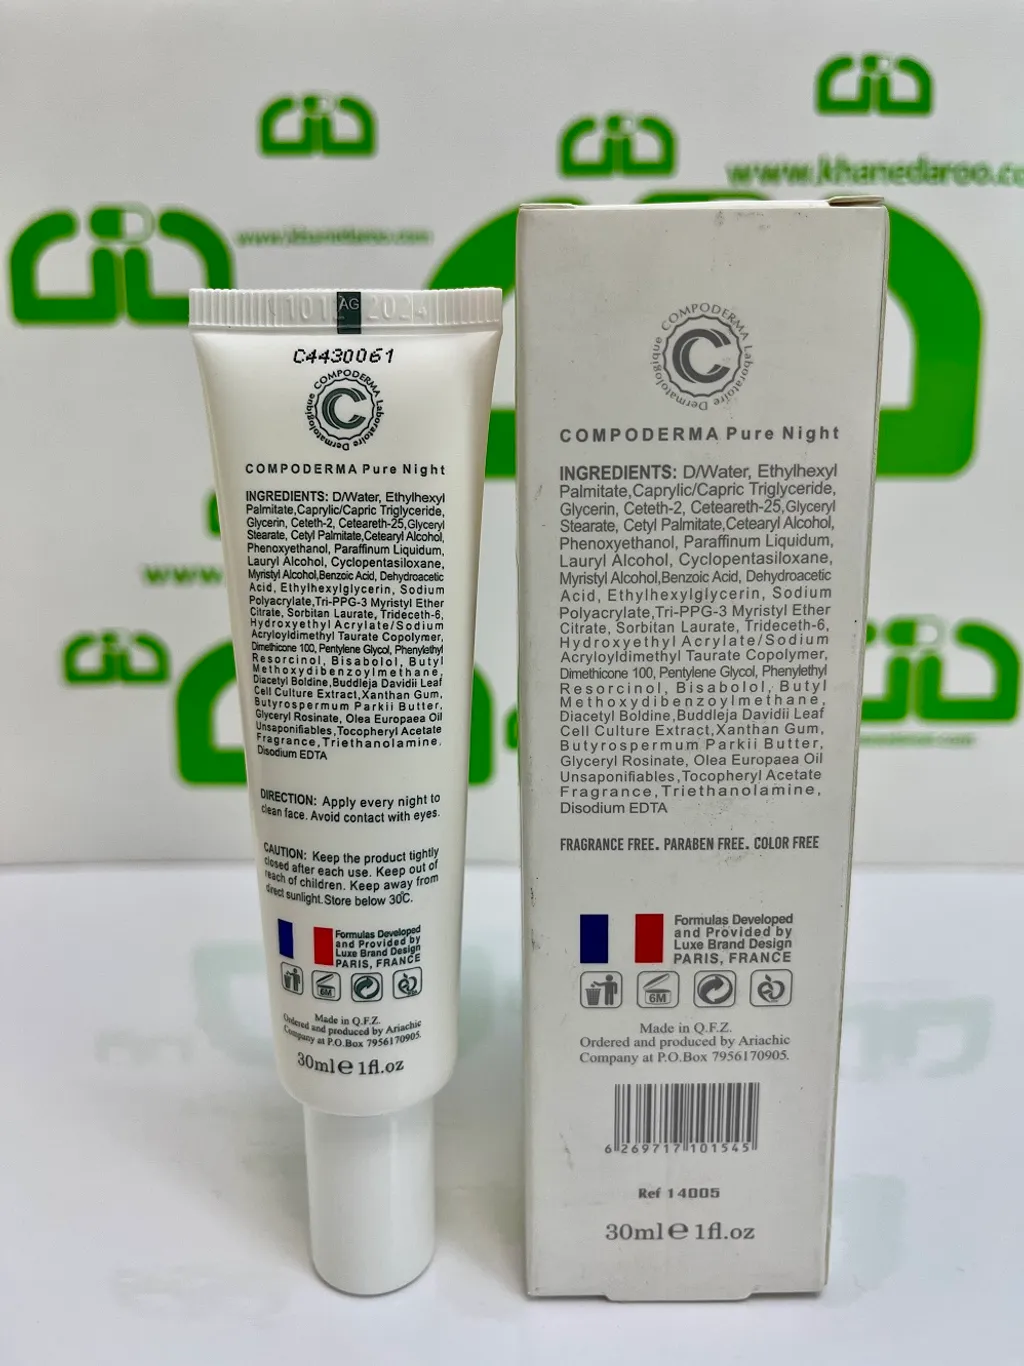 www.khanedaroo.co
www.khanedaroo.com
AG
C4430061
COMPODERMA Laboratoire Dermatologique
C
COMPODERMA Pure Night
INGREDIENTS: D/Water, Ethylhexyl
Palmitate,Caprylic/Capric Triglyceride,
Glycerin, Ceteth-2, Ceteareth-25,Glyceryl
Stearate, Cetyl Palmitate,Cetearyl Alcohol,
Phenoxyethanol, Paraffinum Liquidum,
Lauryl Alcohol, Cyclopentasiloxane,
Myristyl Alcohol,Benzoic Acid, Dehydroacetic
Acid, Ethylhexylglycerin, Sodium
Polyacrylate,Tri-PPG-3 Myristyl Ether
Citrate, Sorbitan Laurate, Trideceth-6,
Hydroxyethyl Acrylate/Sodium
Acryloyldimethyl Taurate Copolymer,
Dimethicone 100, Pentylene Glycol, Phenylethyl
Resorcinol, Bisabolol, Butyl
Methoxydibenzoylmethane,
Diacetyl Boldine,Buddleja Davidii Leaf
Cell Culture Extract,Xanthan Gum,
Butyrospermum Parkii Butter,
Glyceryl Rosinate, Olea Europaea Oil
Unsaponifiables,Tocopheryl Acetate
Fragrance,Triethanolamine,
Disodium EDTA
DIRECTION: Apply every night to
clean face. Avoid contact with eyes.
CAUTION: Keep the product tightly
closed after each use. Keep out of
reach of children. Keep away from
direct sunlight.Store below 30°C.
Formulas Developed
and Provided by
Luxe Brand Design
PARIS, FRANCE
6M
Made in Q.F.Z.
Ordered and produced by Ariachic
Company at P.O.Box 7956170905.
30ml e 1fl.oz
COMPODERMA Laboratoire Dermatologique
C
COMPODERMA Pure Night
INGREDIENTS: D/Water, Ethylhexyl
Palmitate,Caprylic/Capric Triglyceride,
Glycerin, Ceteth-2, Ceteareth-25,Glyceryl
Stearate, Cetyl Palmitate,Cetearyl Alcohol,
Phenoxyethanol, Paraffinum Liquidum,
Lauryl Alcohol, Cyclopentasiloxane,
Myristyl Alcohol,Benzoic Acid, Dehydroacetic
Acid, Ethylhexylglycerin, Sodium
Polyacrylate,Tri-PPG-3 Myristyl Ether
Citrate, Sorbitan Laurate, Trideceth-6,
Hydroxyethyl Acrylate/Sodium
Acryloyldimethyl Taurate Copolymer,
Dimethicone 100, Pentylene Glycol, Phenylethyl
Resorcinol, Bisabolol, Butyl
Methoxydibenzoylmethane,
Diacetyl Boldine,Buddleja Davidii Leaf
Cell Culture Extract,Xanthan Gum,
Butyrospermum Parkii Butter,
Glyceryl Rosinate, Olea Europaea Oil
Unsaponifiables,Tocopheryl Acetate
Fragrance,Triethanolamine,
Disodium EDTA
FRAGRANCE FREE. PARABEN FREE. COLOR FREE
Formulas Developed
and Provided by
Luxe Brand Design
PARIS, FRANCE
6M
Made in Q.F.Z.
Ordered and produced by Ariachic
Company at P.O.Box 7956170905.
6 269717 101545
Ref 14005
30ml e 1fl.oz